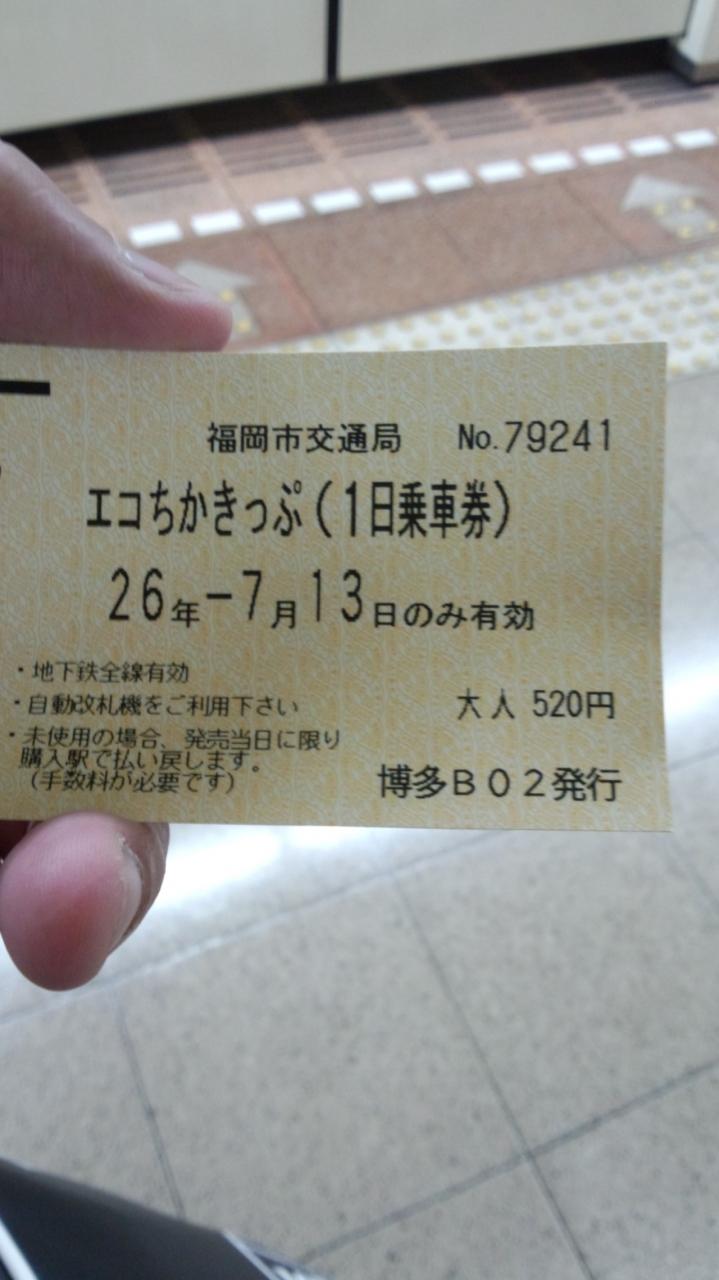 福岡市交通局 No.79241
エコちかきっぷ(1日乗車券)
26年-7月13日のみ有効
・地下鉄全線有効
・自動改札機をご利用下さい
大人 520円
・未使用の場合、発売当日に限り
購入駅で払い戻します。
(手数料が必要です)
博多B02発行